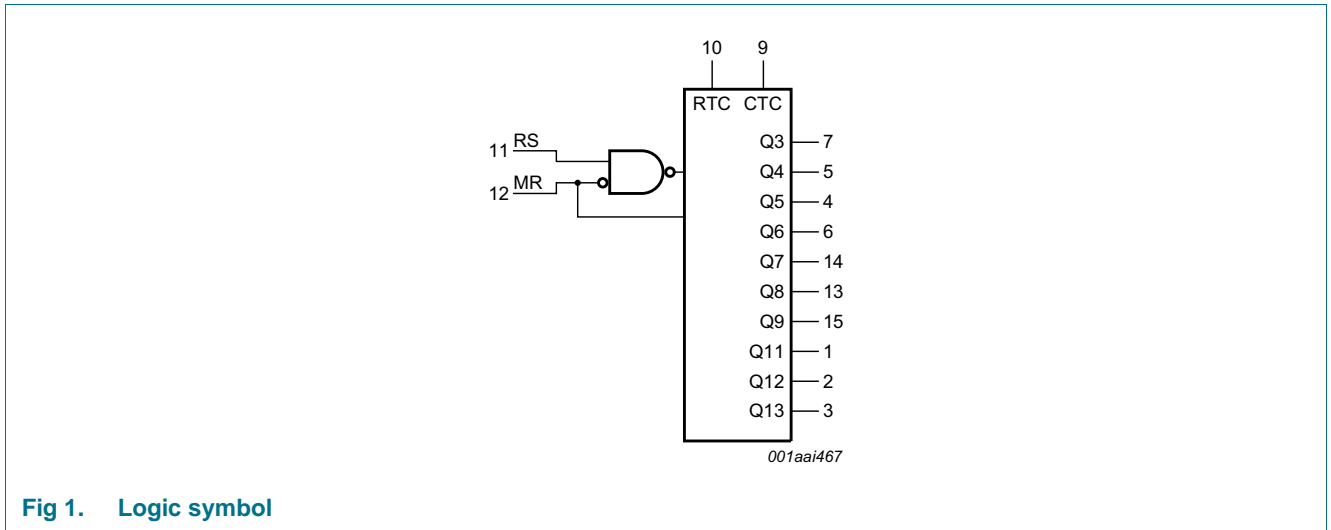 10 9
RTC CTC
Q3 7
11 RS
Q4 5
12 MR
Q5 4
Q6 6
Q7 14
Q8 13
Q9 15
Q11 1
Q12 2
Q13 3
001aai467
Fig 1. Logic symbol